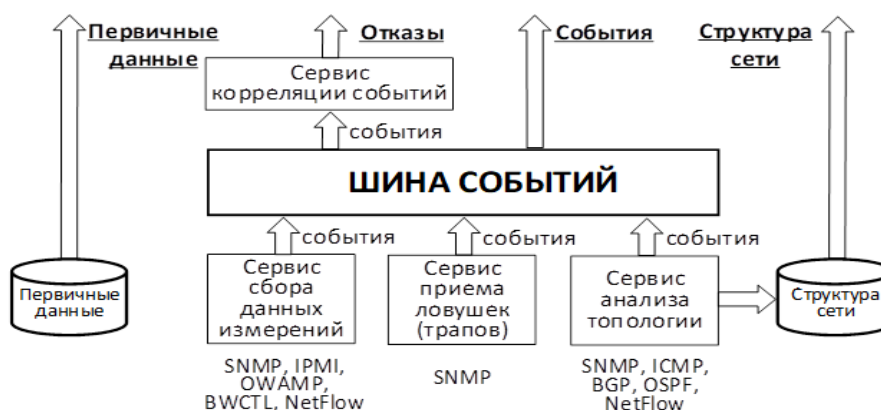 Первичные
данные
Отказы
События
Структура
сети
Сервис
корреляции событий
события
ШИНА СОБЫТИЙ
события
события
события
Первичные
данные
Сервис
сбора
данных
измерений
Сервис
приема
ловушек
(трапов)
Сервис
анализа
топологии
Структура
сети
SNMP, IPMI,
OWAMP,
BWCTL, NetFlow
SNMP
SNMP, ICMP,
BGP, OSPF,
NetFlow